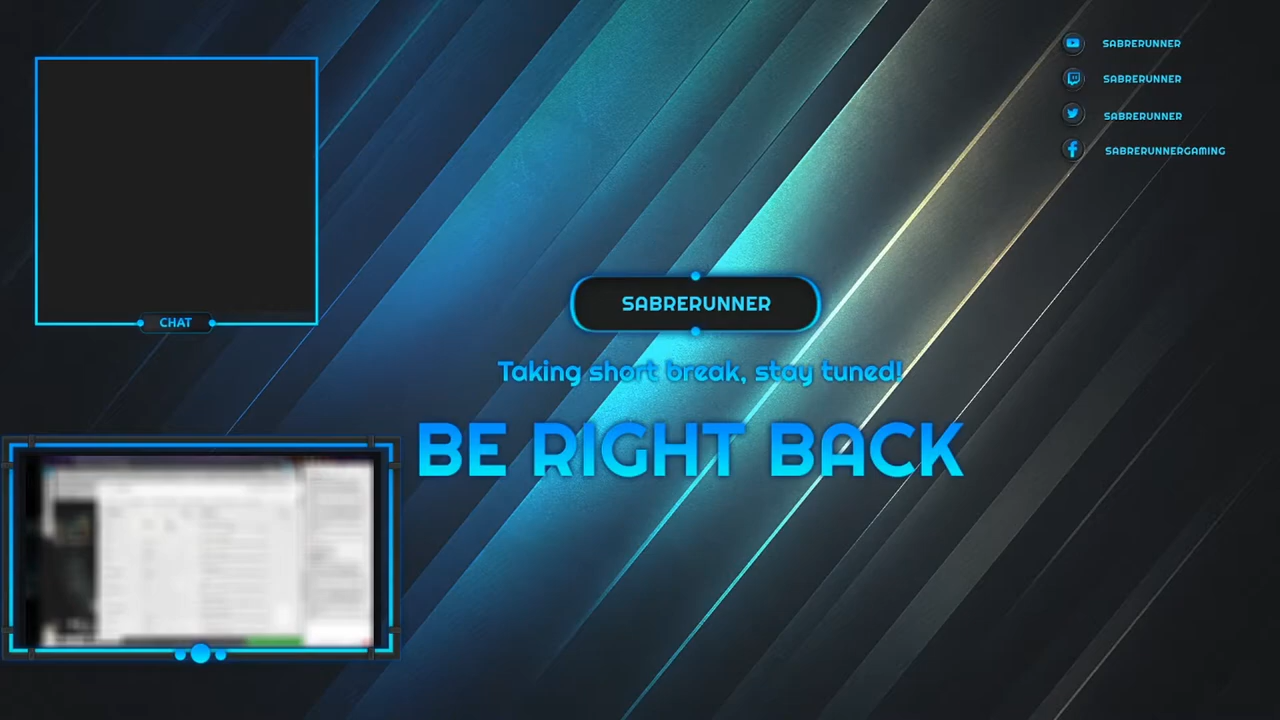 SABRERUNNER
SABRERUNNER
SABRERUNNER
SABRERUNNERGAMING
CHAT
SABRERUNNER
Taking short break, stay tuned!
BE RIGHT BACK